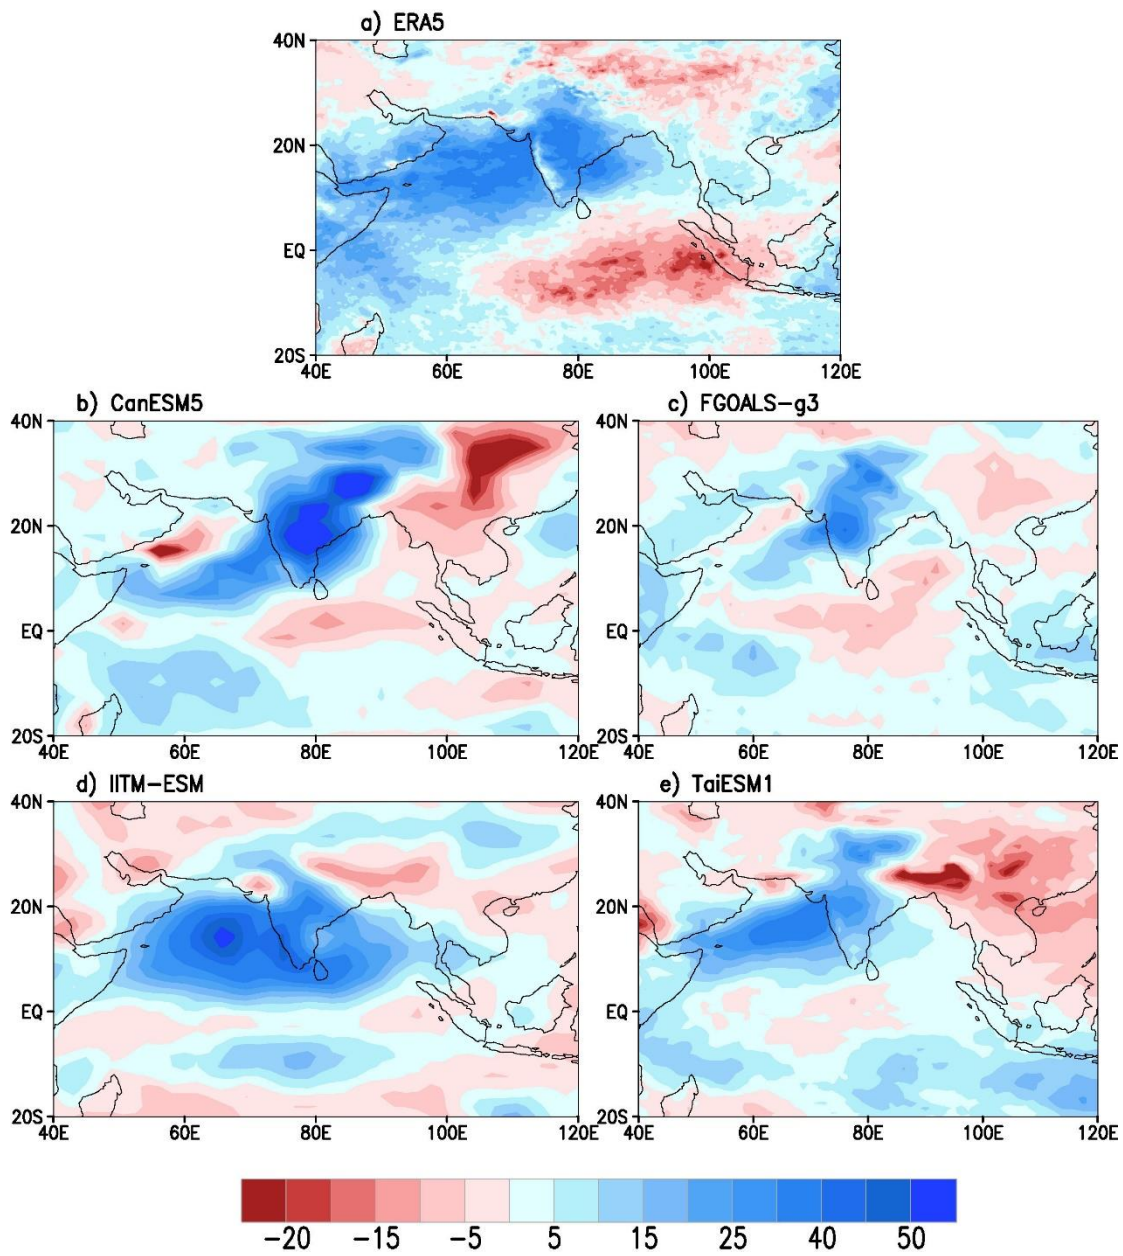 a) ERA5
40N
20N
EQ
20S
40E 60E 80E 100E 120E
b) CanESM5 c) FGOALS-g3
40N 40N
20N 20N
EQ EQ
20S 20S
40E 60E 80E 100E 120E 40E 60E 80E 100E 120E
d) IITM-ESM e) TaiESM1
40N 40N
20N 20N
EQ EQ
20S 20S
40E 60E 80E 100E 120E 40E 60E 80E 100E 120E
-20 -15 -5 5 15 25 40 50